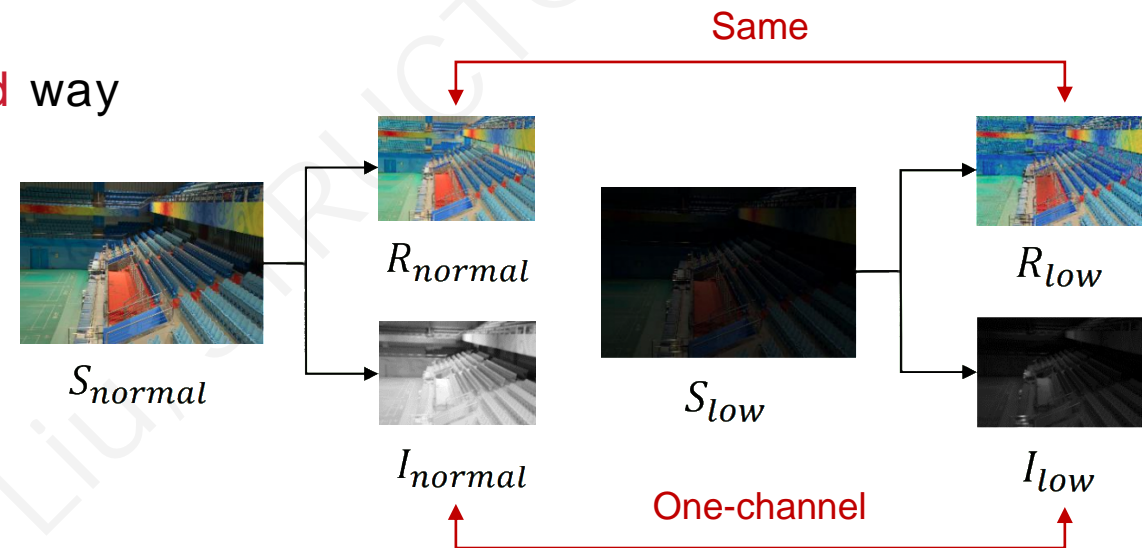 Same
d way
R_normal
R_low
S_normal
S_low
I_normal
I_low
One-channel